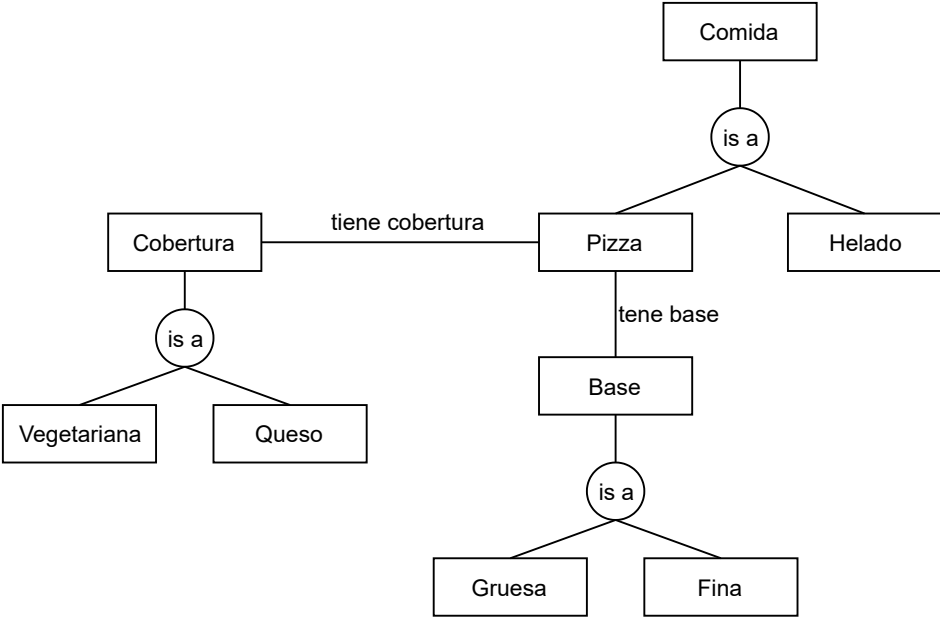 Comida
is a
tiene cobertura
Cobertura
Pizza
Helado
tene base
is a
Base
Vegetariana
Queso
is a
Gruesa
Fina